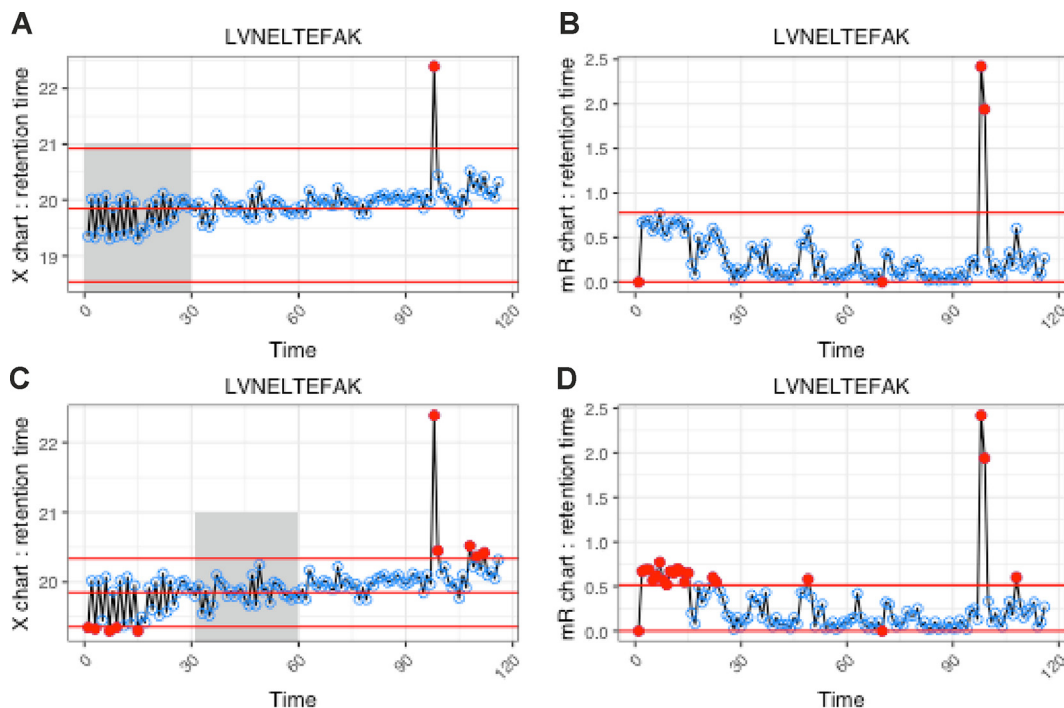 A
LVNELTEFAK
X chart : retention time
22
21
20
19
0
30
60
90
120
Time
B
LVNELTEFAK
mR chart : retention time
2.5
2.0
1.5
1.0
0.5
0.0
0
30
60
90
120
Time
C
LVNELTEFAK
X chart : retention time
22
21
20
0
30
60
90
120
Time
D
LVNELTEFAK
mR chart : retention time
2.5
2.0
1.5
1.0
0.5
0.0
0
30
60
90
120
Time